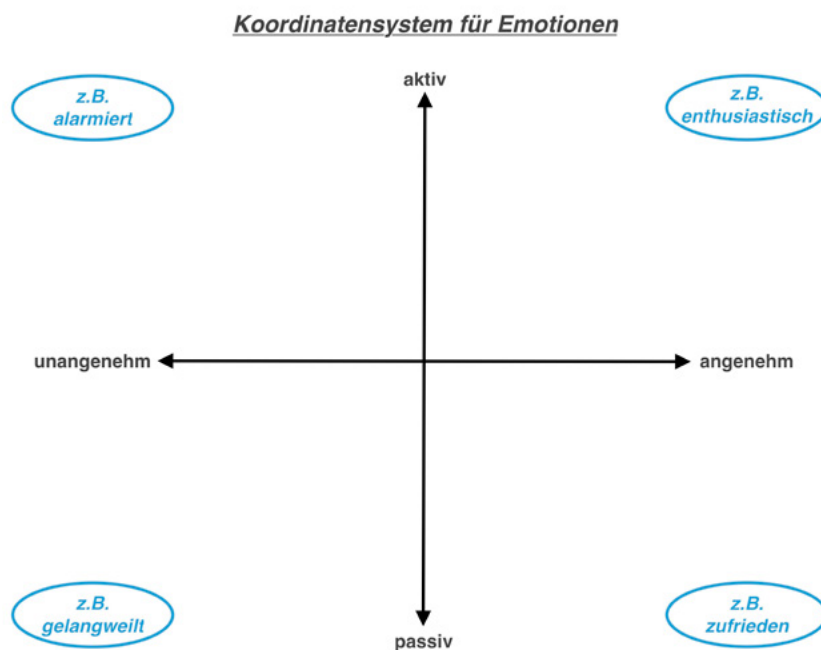 Koordinatensystem für Emotionen
aktiv
z.B.
alarmiert
z.B.
enthusiastisch
unangenehm
angenehm
z.B.
gelangweilt
z.B.
zufrieden
passiv